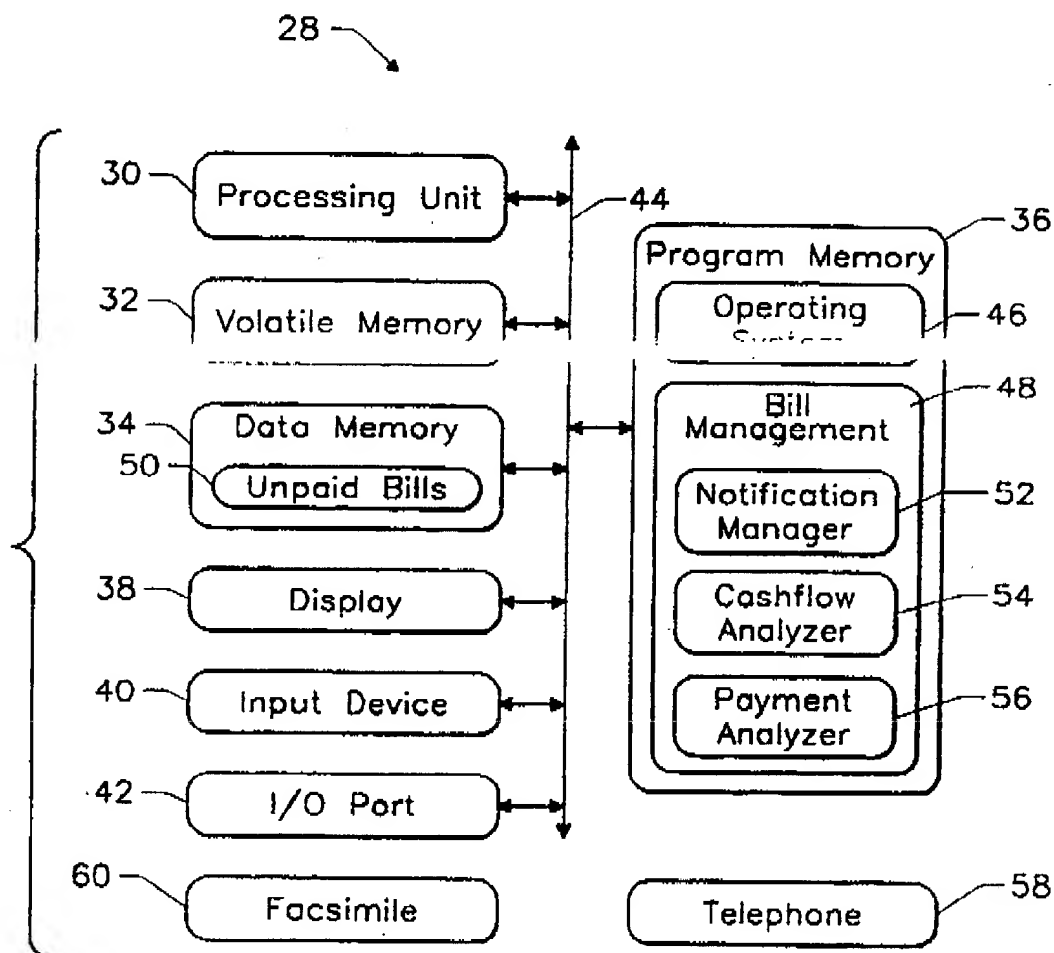 28
30
Processing Unit
44
36
Program Memory
32
Volatile Memory
Operating
46
34
Data Memory
50
Unpaid Bills
48
Bill
Management
Notification
Manager
52
38
Display
Cashflow
Analyzer
54
40
Input Device
Payment
Analyzer
56
42
I/O Port
60
Facsimile
58
Telephone